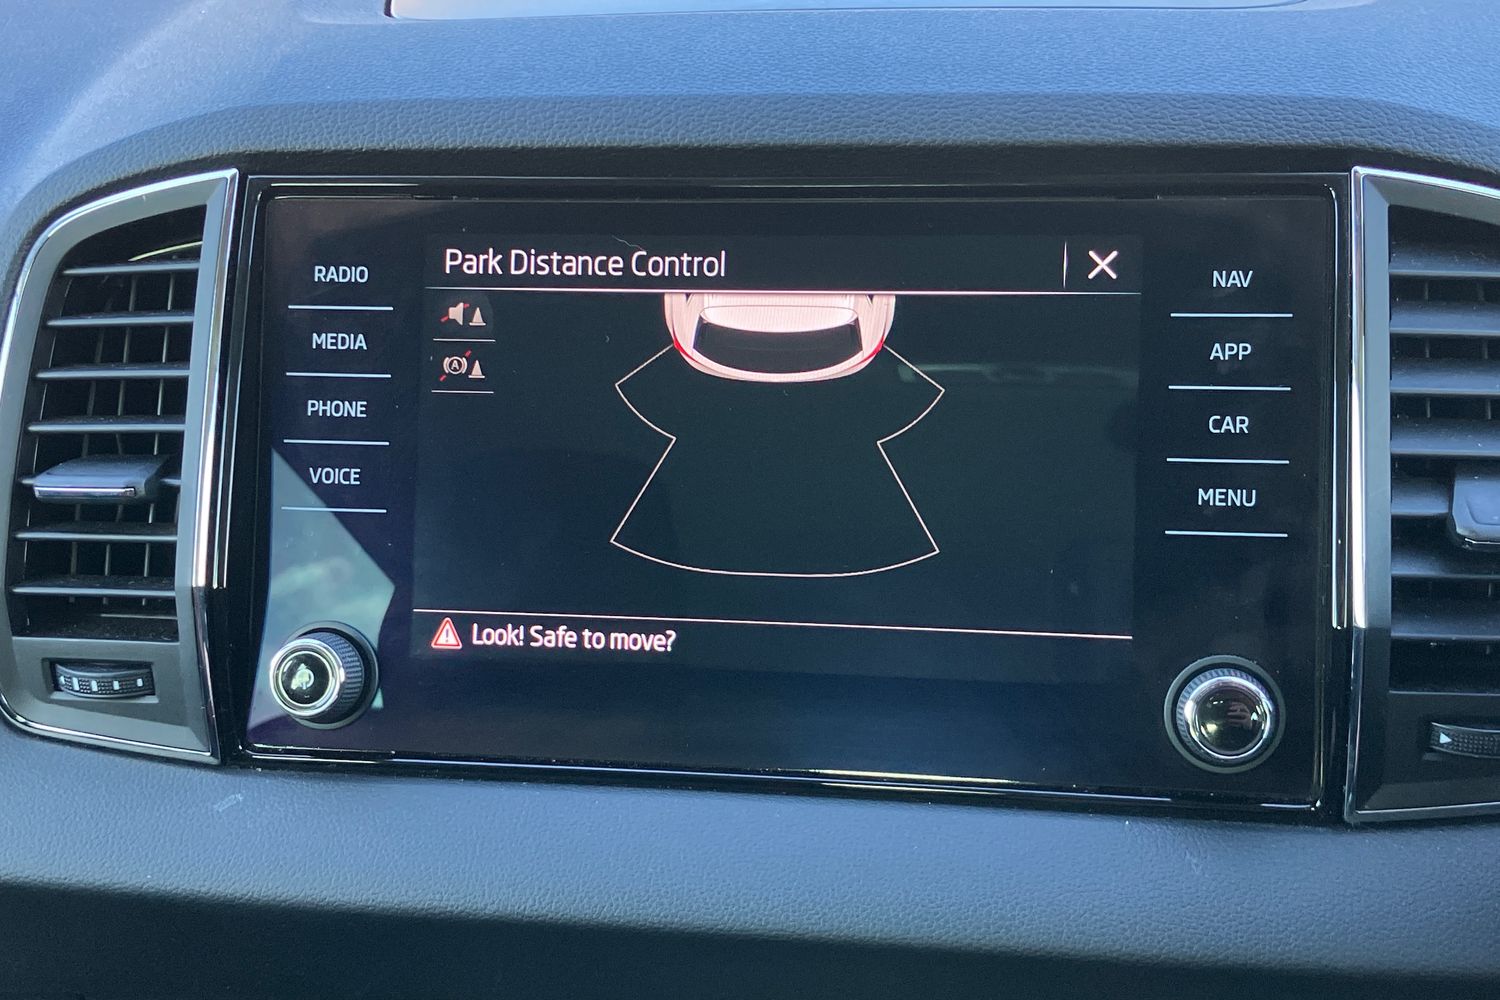 Park Distance Control
RADIO
MEDIA
PHONE
VOICE
A
NAV
APP
CAR
MENU
Look! Safe to move?